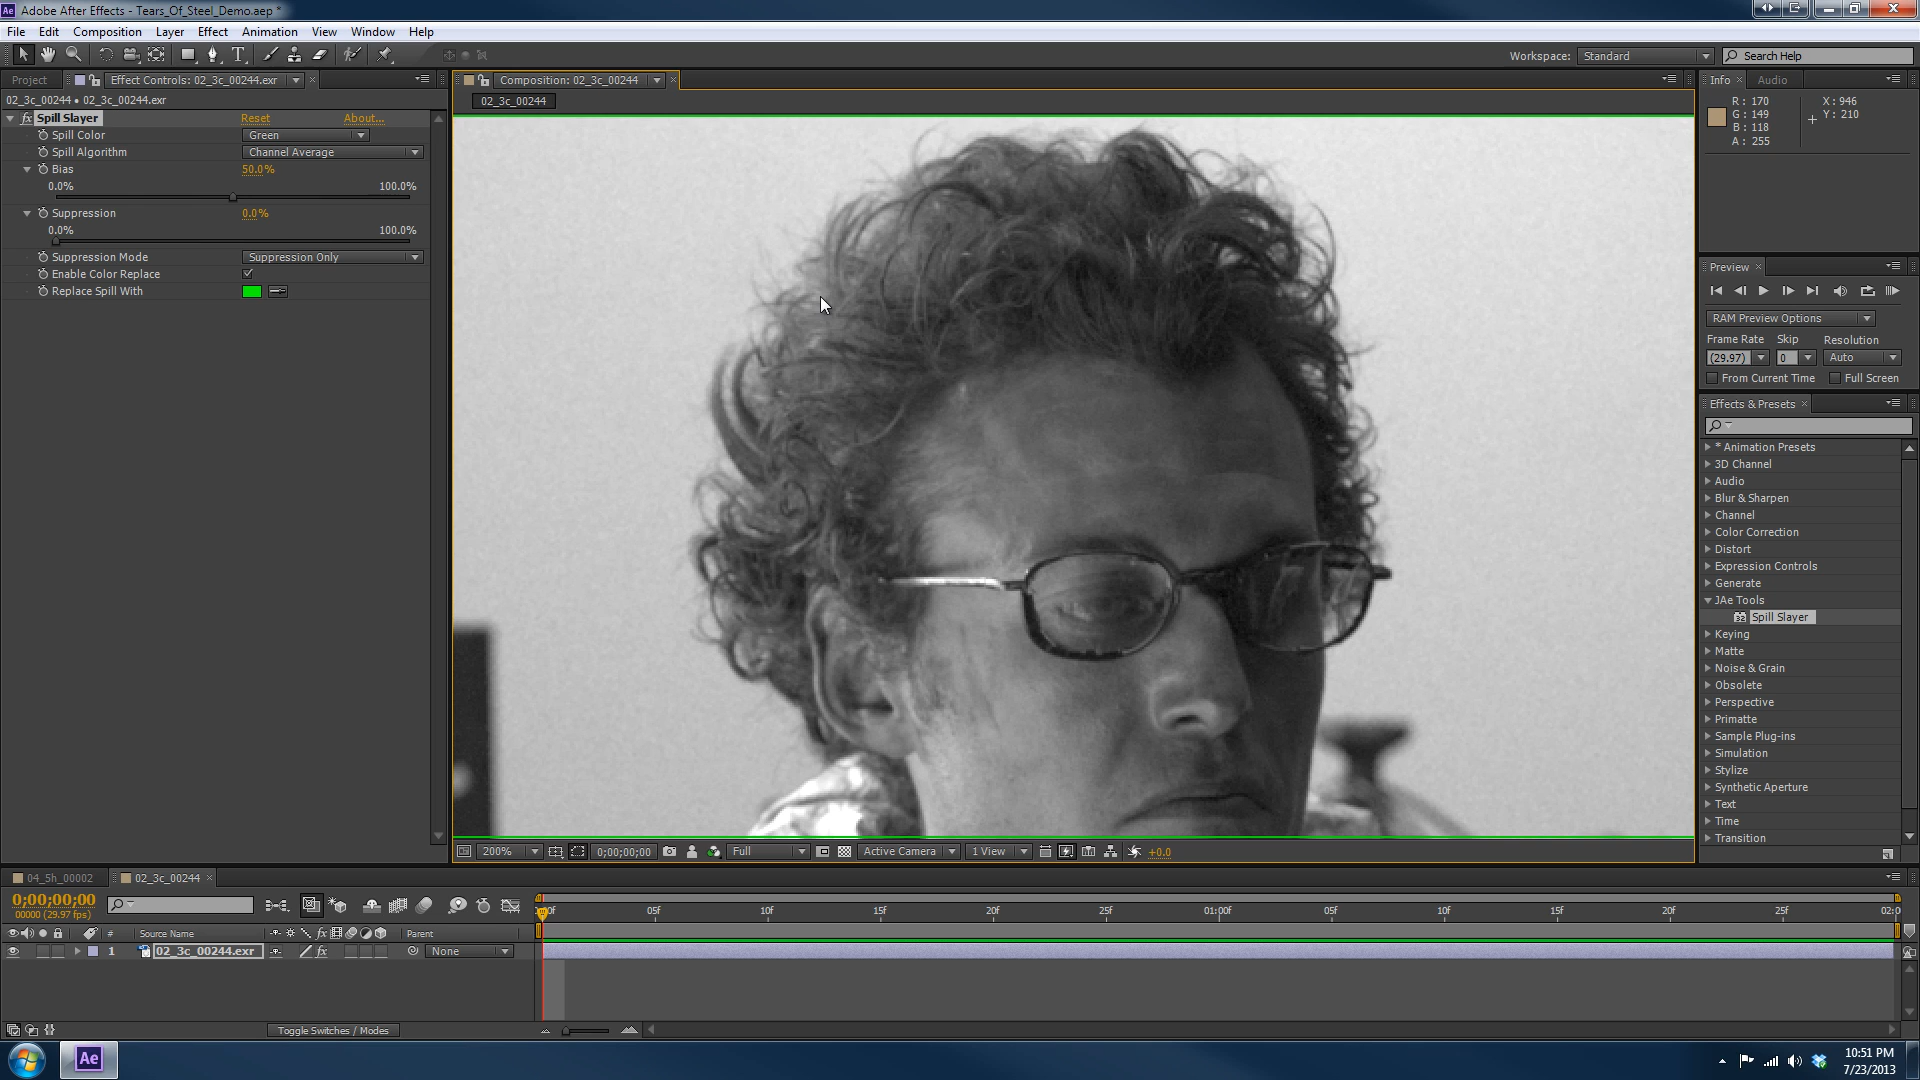 Adobe After Effects - Tears_Of_Steel_Demo.aep *
File Edit Composition Layer Effect Animation View Window Help
Workspace: Standard Search Help
Project Effect Controls: 02_3c_00244.exr
02_3c_00244 • 02_3c_00244.exr
fx Spill Slayer Reset About...
Spill Color Green
Spill Algorithm Channel Average
Bias 50.0%
0.0% 100.0%
Suppression 0.0%
0.0% 100.0%
Suppression Mode Suppression Only
Enable Color Replace
Replace Spill With
Composition: 02_3c_00244
02_3c_00244
200% 0;00;00;00 Full Active Camera 1 View +0.0
Info Audio
R: 170 X: 946
G: 149 Y: 210
B: 118
A: 255
Preview
RAM Preview Options
Frame Rate Skip Resolution
(29.97) 0 Auto
From Current Time Full Screen
Effects & Presets
* Animation Presets
3D Channel
Audio
Blur & Sharpen
Channel
Color Correction
Distort
Expression Controls
Generate
JAe Tools
32 Spill Slayer
Keying
Matte
Noise & Grain
Obsolete
Perspective
Primatte
Sample Plug-ins
Simulation
Stylize
Synthetic Aperture
Text
Time
Transition
04_5h_00002 02_3c_00244
0;00;00;00
00000 (29.97 fps)
05f 10f 15f 20f 25f 01:00f 05f 10f 15f 20f 25f 02:0
# Source Name fx Parent
1 02_3c_00244.exr fx None
Toggle Switches / Modes
Ae
10:51 PM
7/23/2013